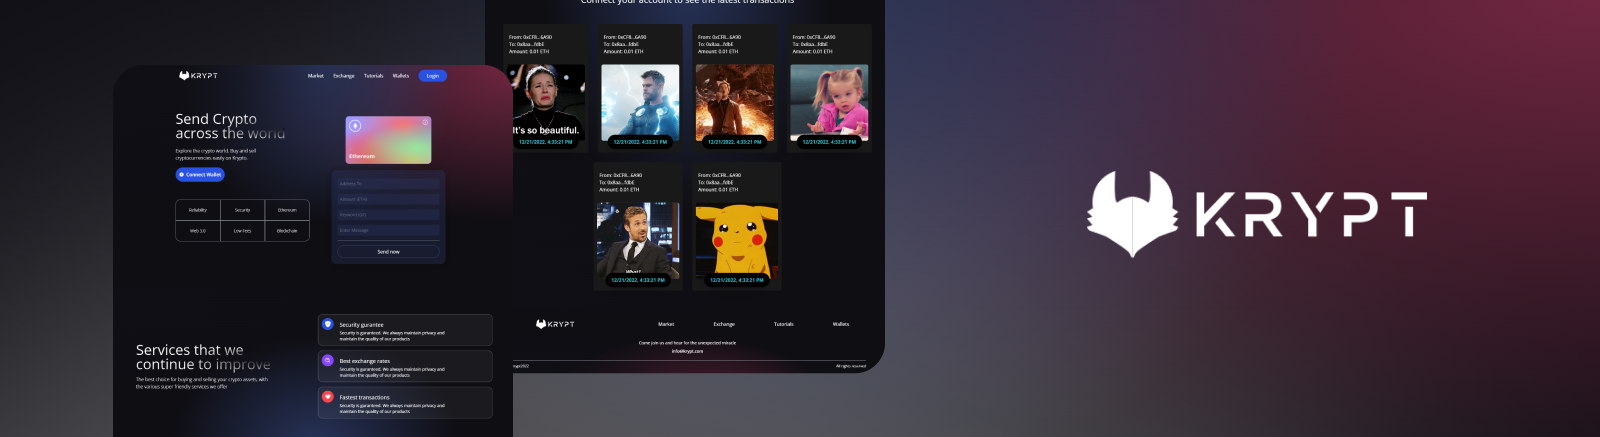 Connect your account to see the latest transactions
From: 0xCF8...6A90
To: 0x8aa...fdbE
Amount: 0.01 ETH
From: 0xCF8...6A90
To: 0x8aa...fdbE
Amount: 0.01 ETH
From: 0xCF8...6A90
To: 0x8aa...fdbE
Amount: 0.01 ETH
From: 0xCF8...6A90
To: 0x8aa...fdbE
Amount: 0.01 ETH
It's so beautiful.
12/21/2022, 4:33:21 PM
12/21/2022, 4:33:21 PM
12/21/2022, 4:33:21 PM
12/21/2022, 4:33:21 PM
From: 0xCF8...6A90
To: 0x8aa...fdbE
Amount: 0.01 ETH
From: 0xCF8...6A90
To: 0x8aa...fdbE
Amount: 0.01 ETH
What?
12/21/2022, 4:33:21 PM
12/21/2022, 4:33:21 PM
KRYPT
Market
Exchange
Tutorials
Wallets
Come join us and hear for the unexpected miracle
info@krypt.com
All rights reserved
KRYPT
Market
Exchange
Tutorials
Wallets
Login
Send Crypto
across the world
Explore the crypto world. Buy and sell
cryptocurrencies easily on Krypto.
Connect Wallet
Reliability
Security
Ethereum
Web 3.0
Low Fees
Blockchain
Ethereum
Address To
Amount (ETH)
Keyword (Gif)
Enter Message
Send now
Services that we
continue to improve
The best choice for buying and selling your crypto assets, with
the various super friendly services we offer
Security gurantee
Security is guranteed. We always maintain privacy and
maintain the quality of our products
Best exchange rates
Security is guranteed. We always maintain privacy and
maintain the quality of our products
Fastest transactions
Security is guranteed. We always maintain privacy and
maintain the quality of our products
KRYPT